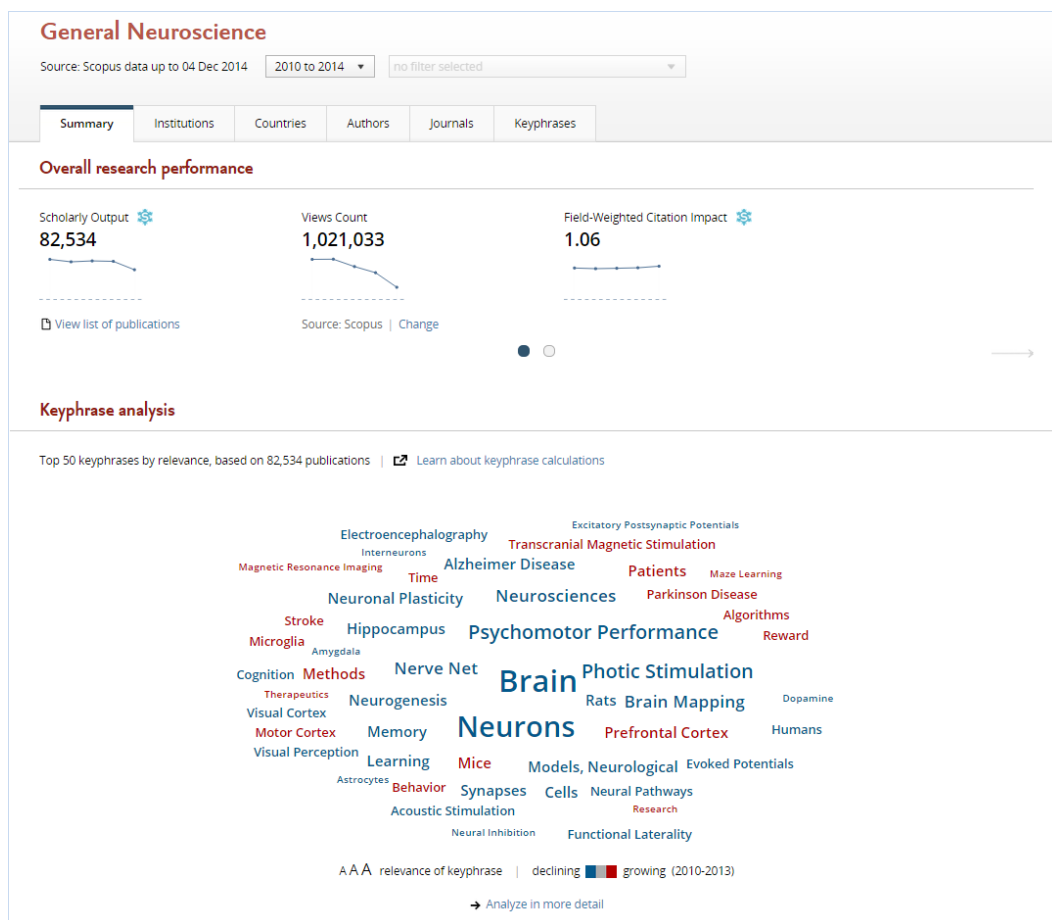 General Neuroscience
Source: Scopus data up to 04 Dec 2014 2010 to 2014 no filter selected
Summary Institutions Countries Authors Journals Keyphrases
Overall research performance
Scholarly Output Views Count Field-Weighted Citation Impact
82,534 1,021,033 1.06
View list of publications Source: Scopus | Change
Keyphrase analysis
Top 50 keyphrases by relevance, based on 82,534 publications | Learn about keyphrase calculations
Excitatory Postsynaptic Potentials
Electroencephalography
Transcranial Magnetic Stimulation
Interneurons
Alzheimer Disease
Magnetic Resonance Imaging
Patients
Maze Learning
Time
Parkinson Disease
Neuronal Plasticity
Neurosciences
Algorithms
Stroke
Hippocampus
Psychomotor Performance
Reward
Microglia
Amygdala
Nerve Net
Photic Stimulation
Cognition
Methods
Brain
Therapeutics
Neurogenesis
Rats
Brain Mapping
Dopamine
Visual Cortex
Neurons
Motor Cortex
Memory
Prefrontal Cortex
Humans
Visual Perception
Learning
Mice
Models, Neurological
Evoked Potentials
Astrocytes
Behavior
Synapses
Cells
Neural Pathways
Acoustic Stimulation
Research
Neural Inhibition
Functional Laterality
A A A relevance of keyphrase | declining growing (2010-2013)
Analyze in more detail